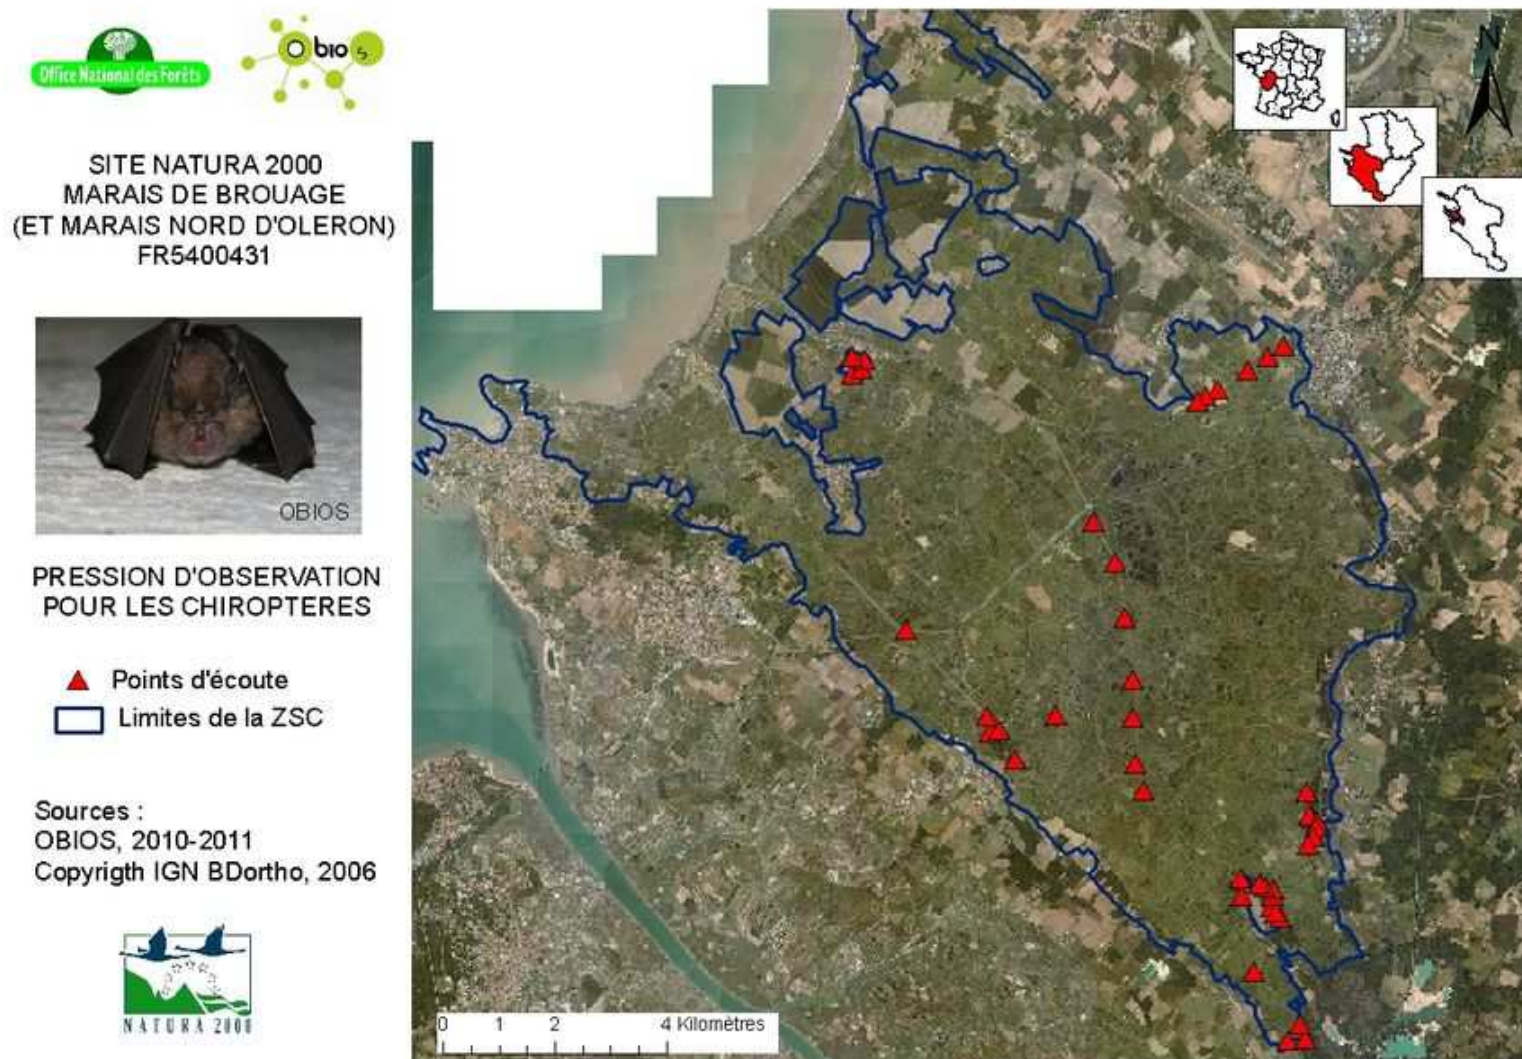 Office National des Forêts
Obios
SITE NATURA 2000
MARAIS DE BROUAGE
(ET MARAIS NORD D'OLERON)
FR5400431
OBIOS
PRESSION D'OBSERVATION
POUR LES CHIROPTERES
Points d'écoute
Limites de la ZSC
Sources :
OBIOS, 2010-2011
Copyrigth IGN BDortho, 2006
NATURA 2000
N
0 1 2 4 Kilomètres